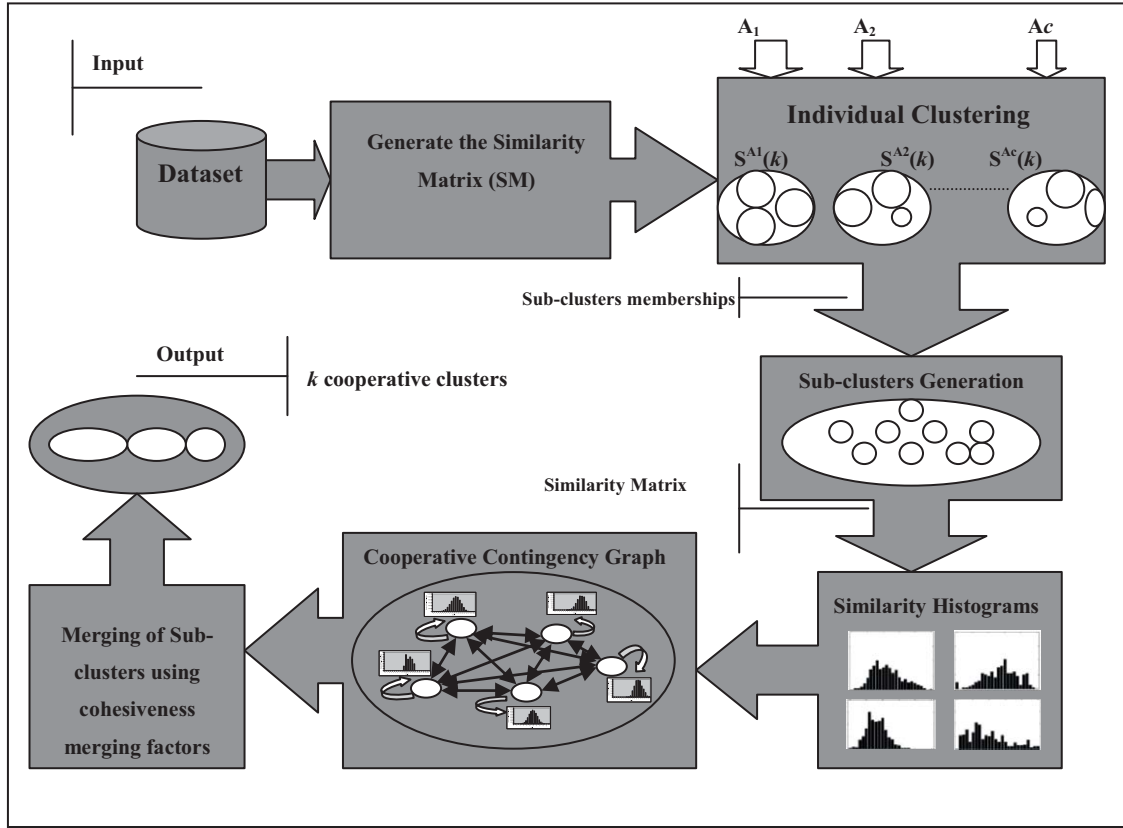 Input
Dataset
Generate the Similarity
Matrix (SM)
A₁
A₂
Ac
Individual Clustering
Sᴬ¹(k)
Sᴬ²(k)
Sᴬᶜ(k)
Sub-clusters memberships
Sub-clusters Generation
Similarity Matrix
Similarity Histograms
Cooperative Contingency Graph
Merging of Sub-
clusters using
cohesiveness
merging factors
Output
k cooperative clusters